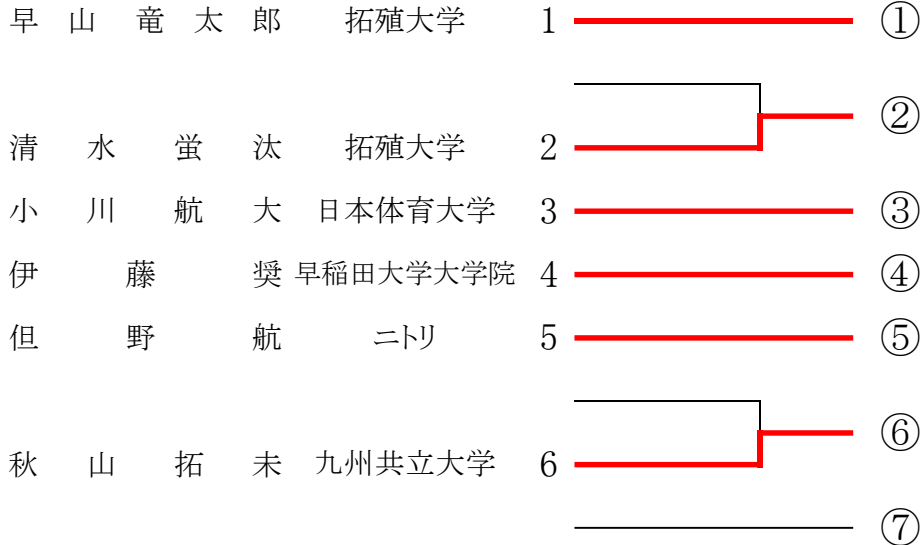 早山竜太郎 拓殖大学 1 ①
②
清水蛍汰 拓殖大学 2
小川航大 日本体育大学 3 ③
伊藤奨 早稲田大学大学院 4 ④
但野航 ニトリ 5 ⑤
⑥
秋山拓未 九州共立大学 6
⑦